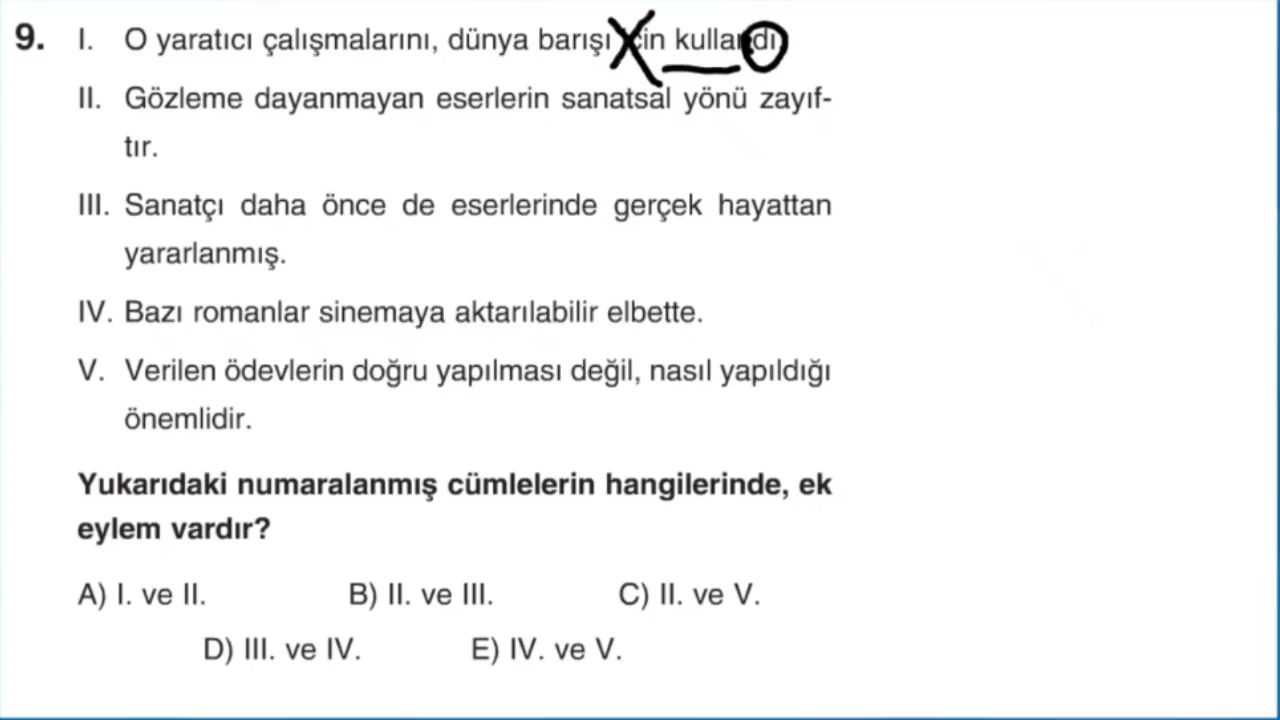 9. I. O yaratıcı çalışmalarını, dünya barışı için kullandı.
II. Gözleme dayanmayan eserlerin sanatsal yönü zayıf-
tır.
III. Sanatçı daha önce de eserlerinde gerçek hayattan
yararlanmış.
IV. Bazı romanlar sinemaya aktarılabilir elbette.
V. Verilen ödevlerin doğru yapılması değil, nasıl yapıldığı
önemlidir.
Yukarıdaki numaralanmış cümlelerin hangilerinde, ek
eylem vardır?
A) I. ve II. B) II. ve III. C) II. ve V.
D) III. ve IV. E) IV. ve V.